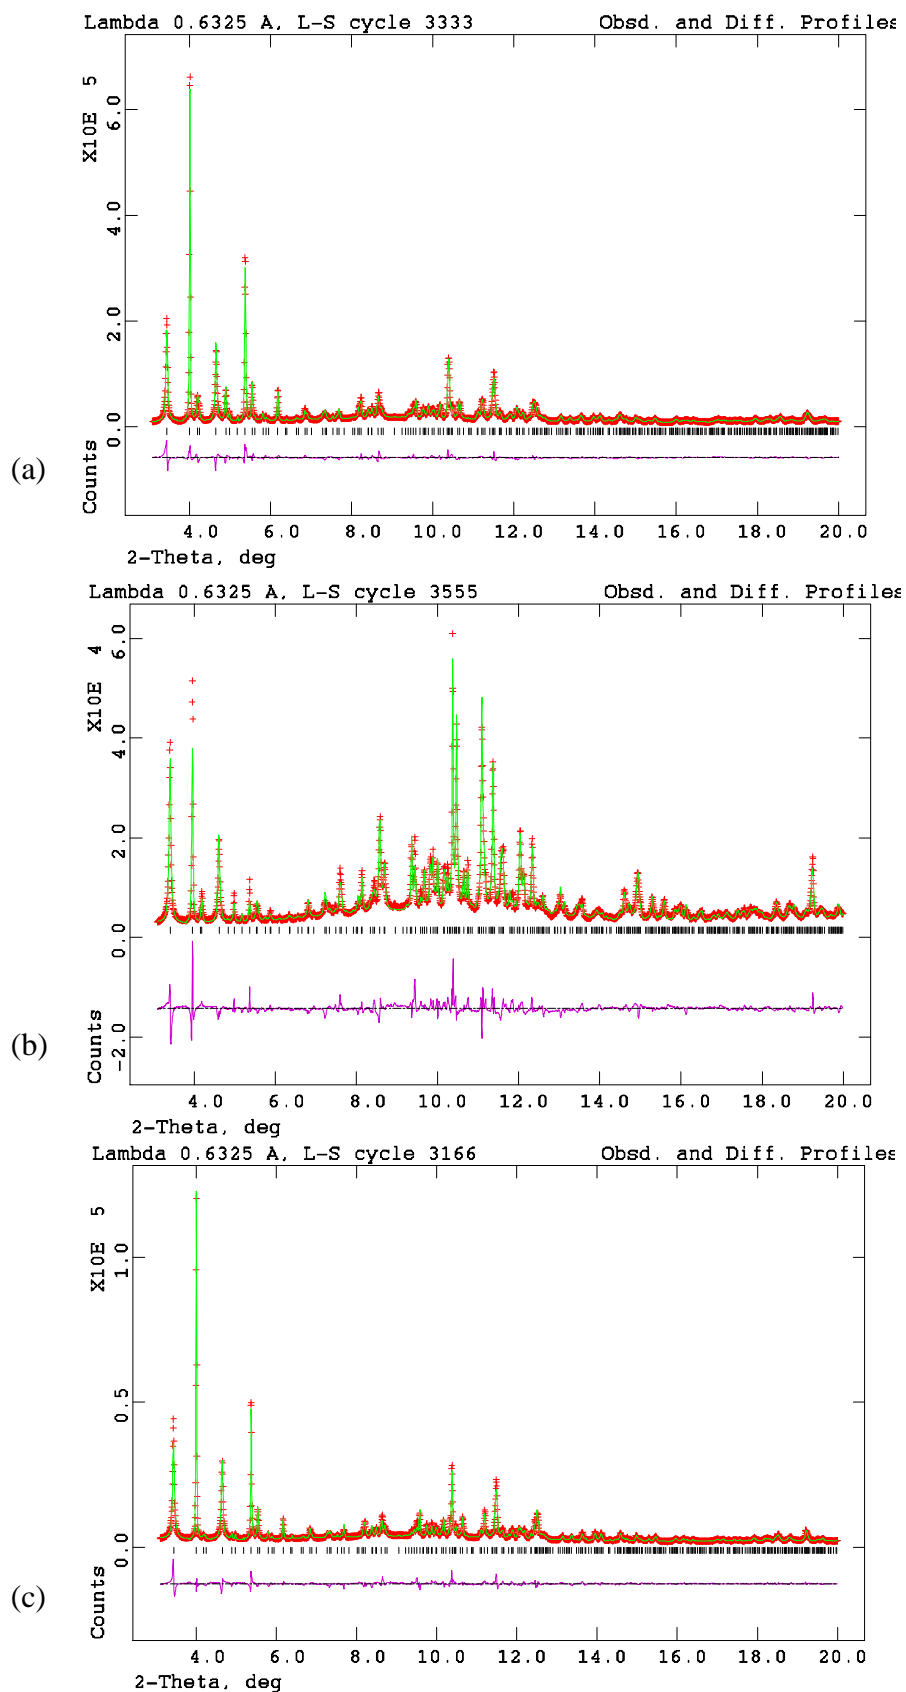 Lambda 0.6325 A, L-S cycle 3333 Obsd. and Diff. Profiles
X10E 5
6.0
4.0
2.0
0.0
Counts
(a)
4.0 6.0 8.0 10.0 12.0 14.0 16.0 18.0 20.0
2-Theta, deg
Lambda 0.6325 A, L-S cycle 3555 Obsd. and Diff. Profiles
X10E 4
6.0
4.0
2.0
0.0
-2.0
Counts
(b)
4.0 6.0 8.0 10.0 12.0 14.0 16.0 18.0 20.0
2-Theta, deg
Lambda 0.6325 A, L-S cycle 3166 Obsd. and Diff. Profiles
X10E 5
1.0
0.5
0.0
Counts
(c)
4.0 6.0 8.0 10.0 12.0 14.0 16.0 18.0 20.0
2-Theta, deg